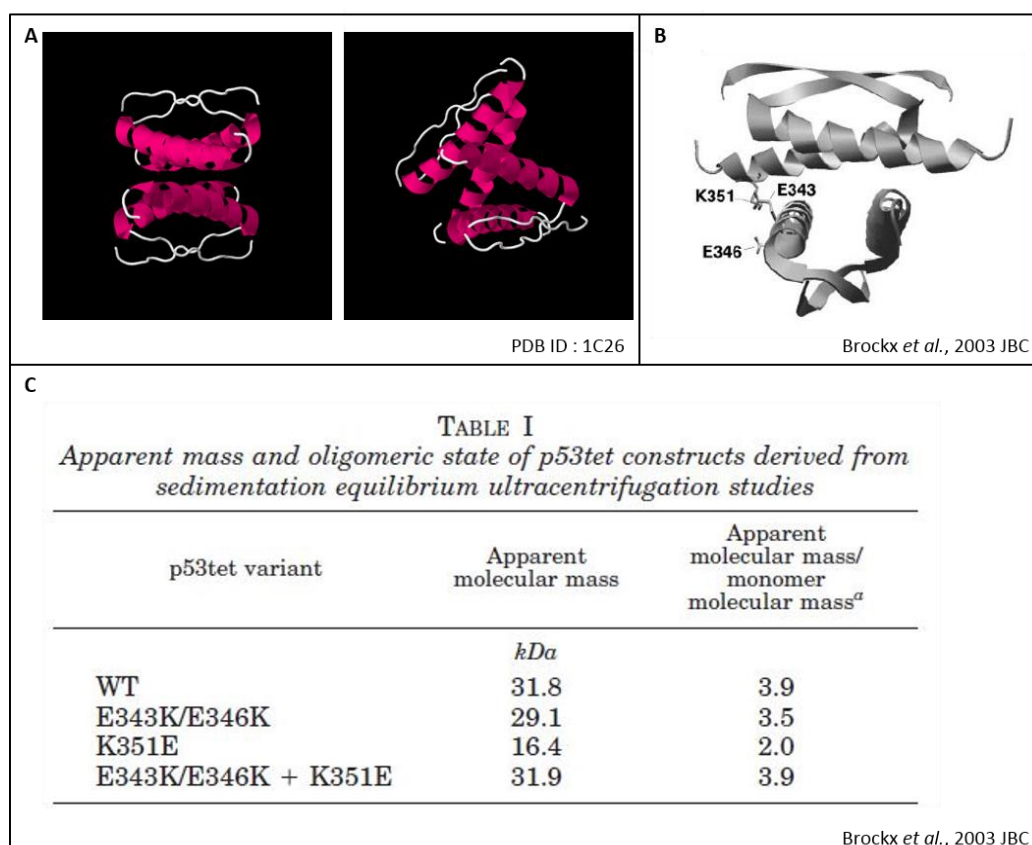 A
PDB ID : 1C26
B
K351
E343
E346
Brockx et al., 2003 JBC
C
TABLE I
Apparent mass and oligomeric state of p53tet constructs derived from
sedimentation equilibrium ultracentrifugation studies
p53tet variant
Apparent
molecular mass
Apparent
molecular mass/
monomer
molecular massᵃ
kDa
WT 31.8 3.9
E343K/E346K 29.1 3.5
K351E 16.4 2.0
E343K/E346K + K351E 31.9 3.9
Brockx et al., 2003 JBC